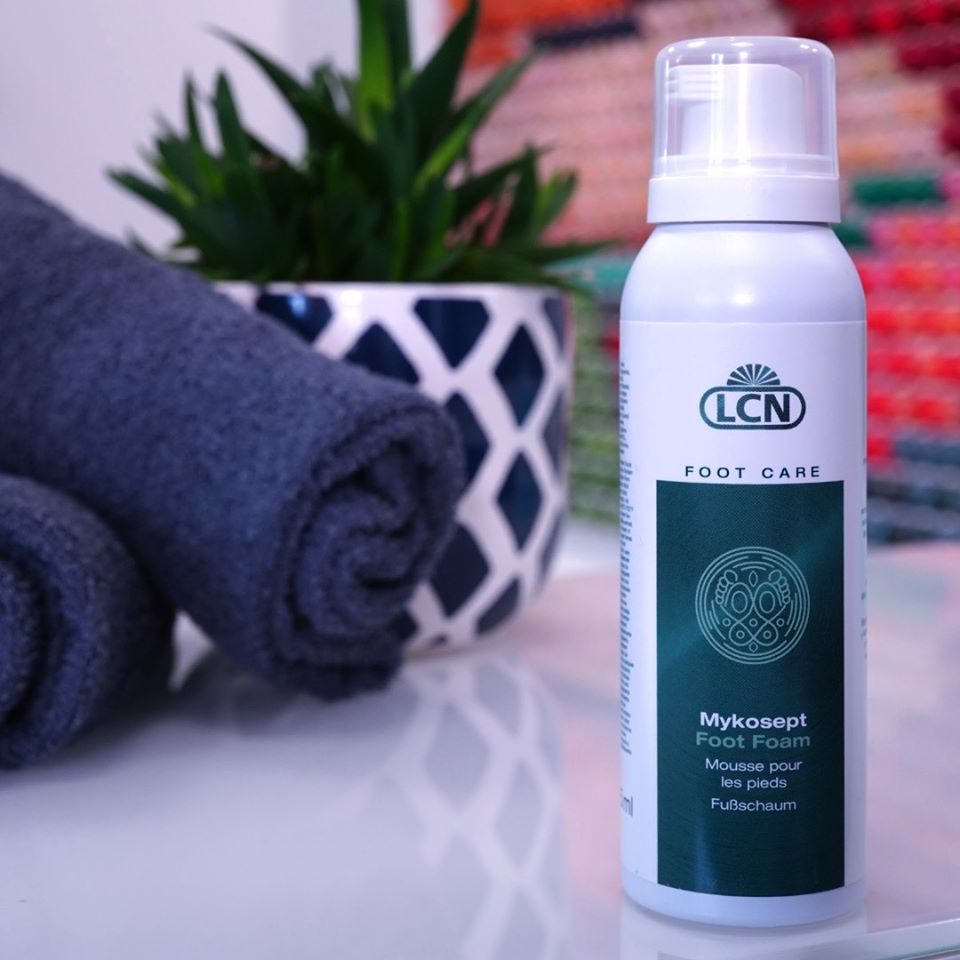 LCN
FOOT CARE
Mykosept
Foot Foam
Mousse pour
les pieds
Fußschaum